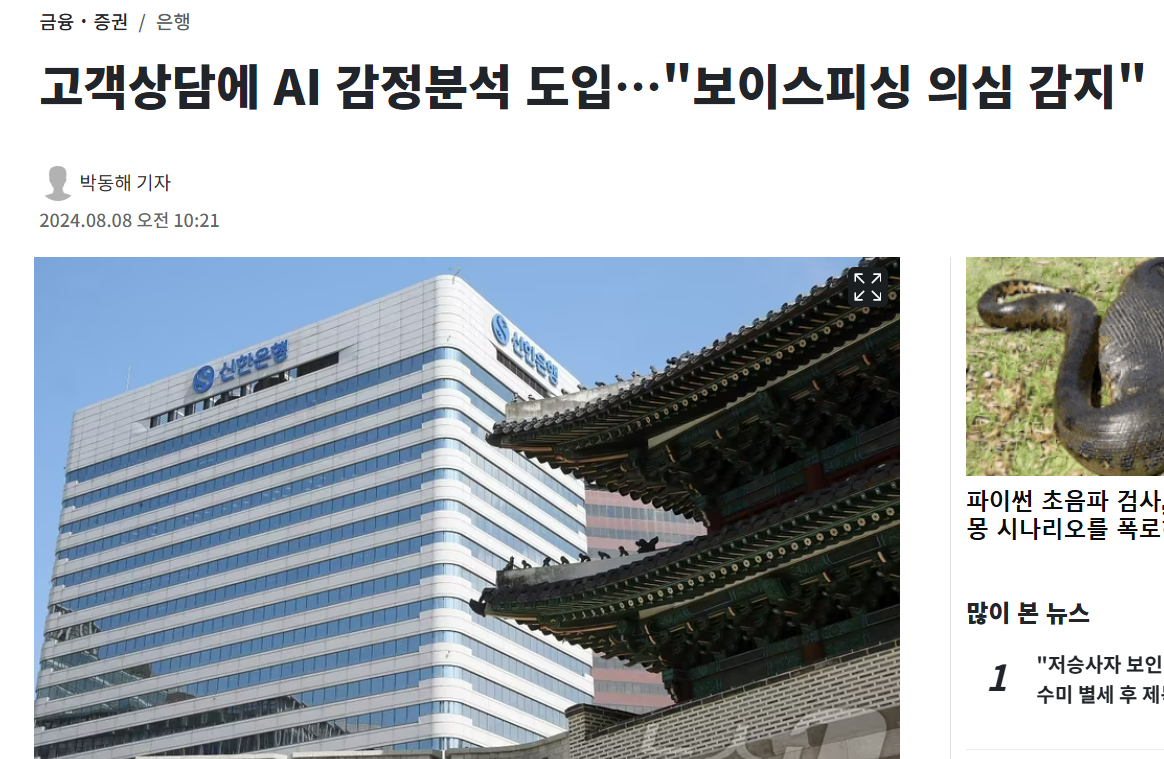 금융・증권 / 은행
고객상담에 AI 감정분석 도입…"보이스피싱 의심 감지"
박동해 기자
2024.08.08 오전 10:21
신한은행
신한은행
파이썬 초음파 검사,
몽 시나리오를 폭로
많이 본 뉴스
1
"저승사자 보인
수미 별세 후 제